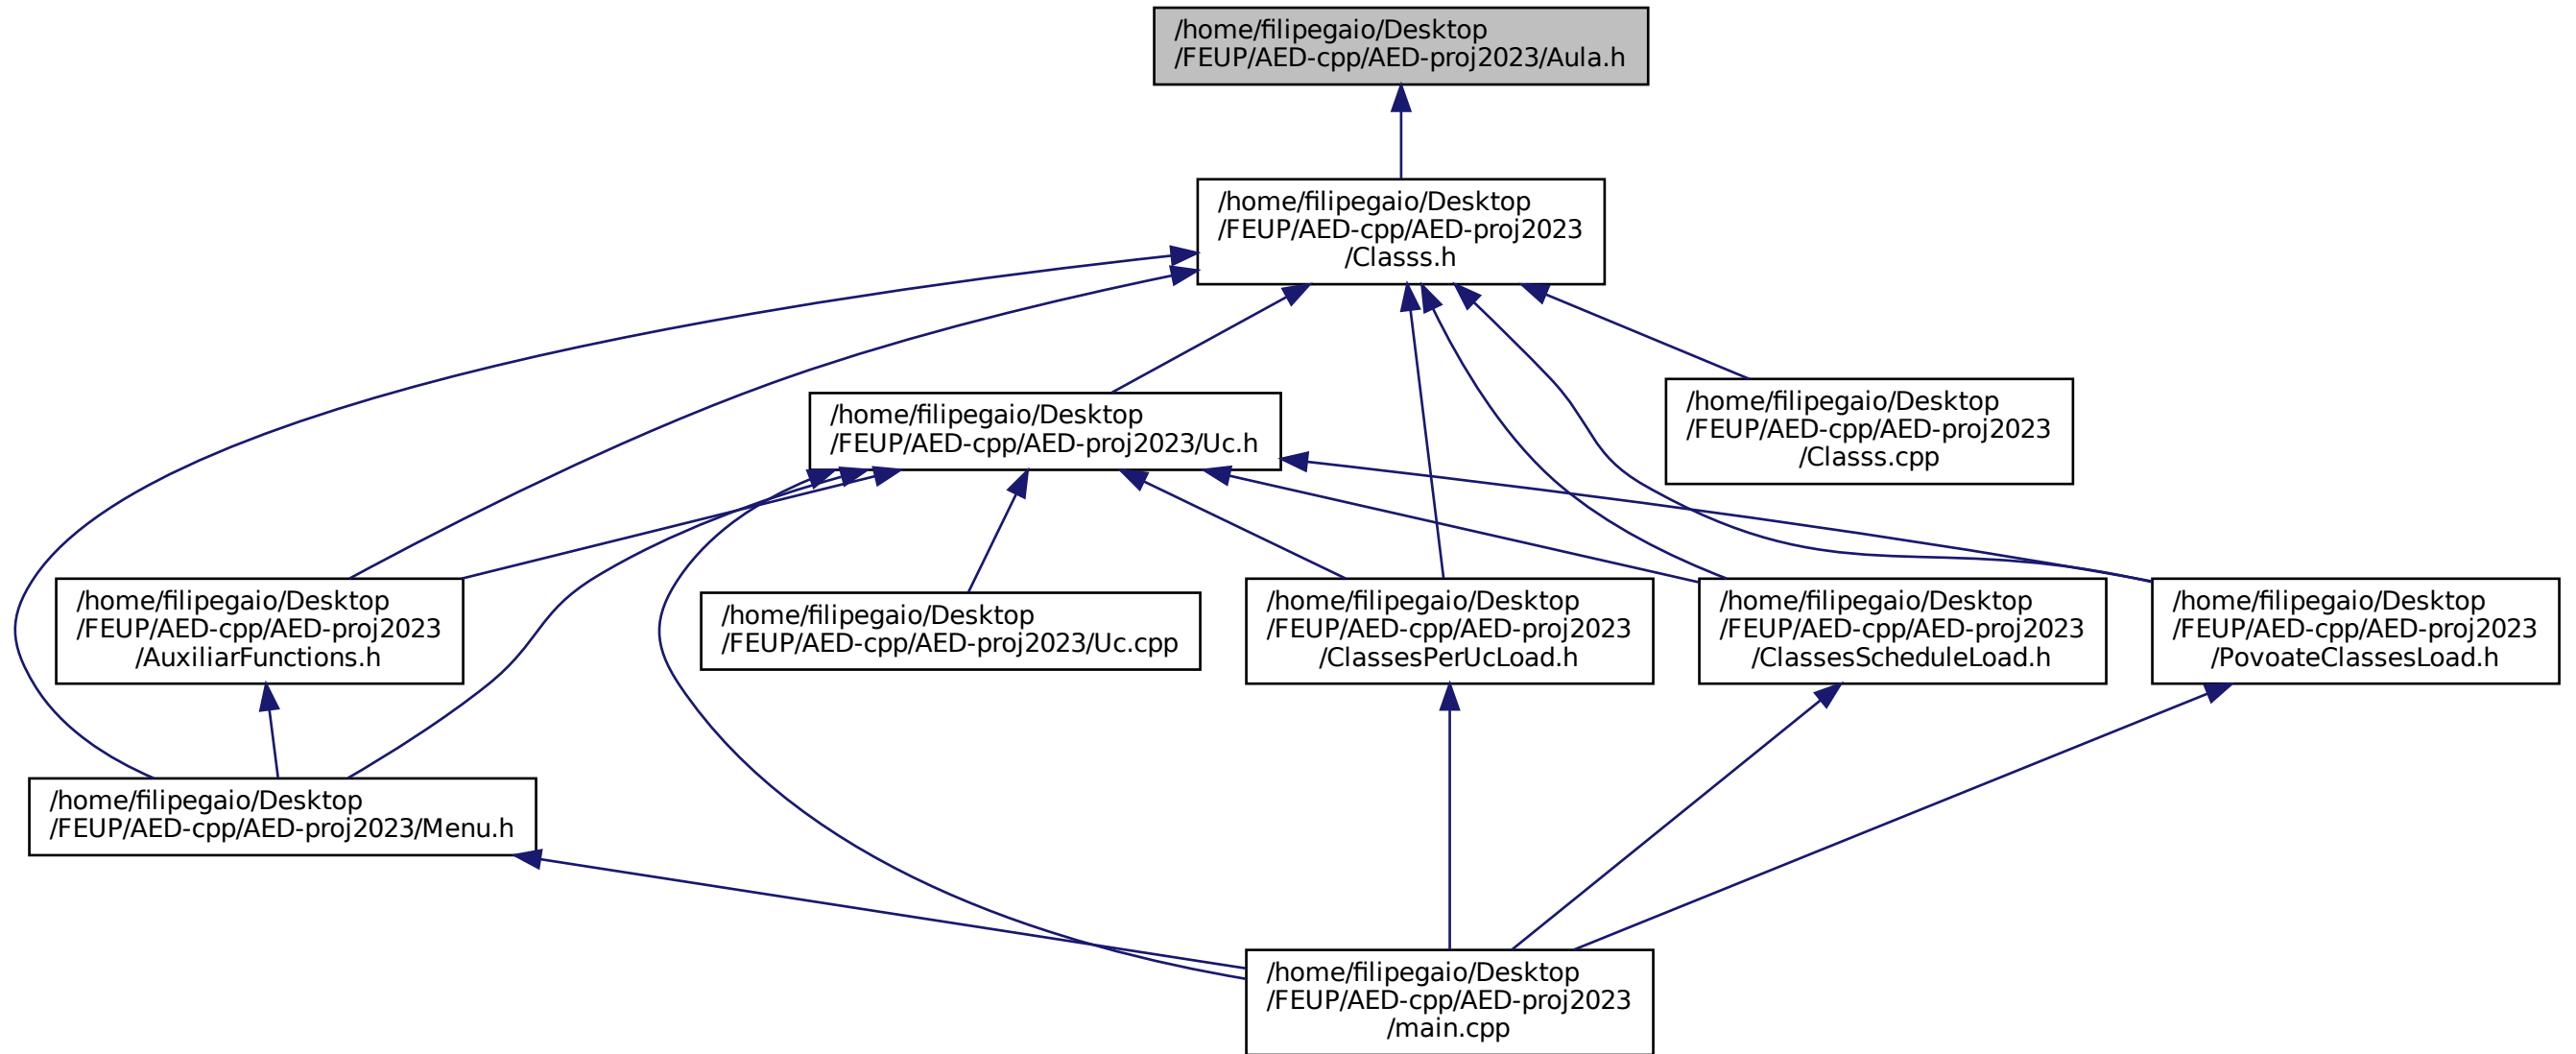 /home/filipegaio/Desktop
/FEUP/AED-cpp/AED-proj2023/Aula.h
/home/filipegaio/Desktop
/FEUP/AED-cpp/AED-proj2023
/Classs.h
/home/filipegaio/Desktop
/FEUP/AED-cpp/AED-proj2023/Uc.h
/home/filipegaio/Desktop
/FEUP/AED-cpp/AED-proj2023
/Classs.cpp
/home/filipegaio/Desktop
/FEUP/AED-cpp/AED-proj2023
/AuxiliarFunctions.h
/home/filipegaio/Desktop
/FEUP/AED-cpp/AED-proj2023/Uc.cpp
/home/filipegaio/Desktop
/FEUP/AED-cpp/AED-proj2023
/ClassesPerUcLoad.h
/home/filipegaio/Desktop
/FEUP/AED-cpp/AED-proj2023
/ClassesScheduleLoad.h
/home/filipegaio/Desktop
/FEUP/AED-cpp/AED-proj2023
/PovoateClassesLoad.h
/home/filipegaio/Desktop
/FEUP/AED-cpp/AED-proj2023/Menu.h
/home/filipegaio/Desktop
/FEUP/AED-cpp/AED-proj2023
/main.cpp